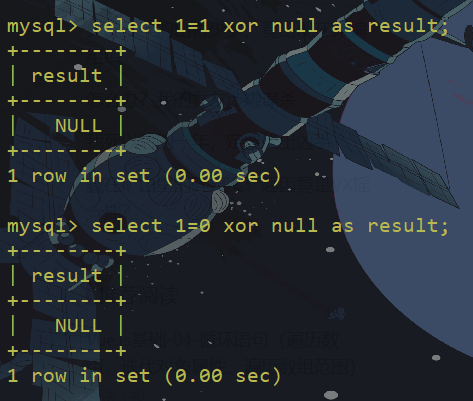 mysql> select 1=1 xor null as result;
+--------+
| result |
+--------+
|   NULL |
+--------+
1 row in set (0.00 sec)
mysql> select 1=0 xor null as result;
+--------+
| result |
+--------+
|   NULL |
+--------+
1 row in set (0.00 sec)